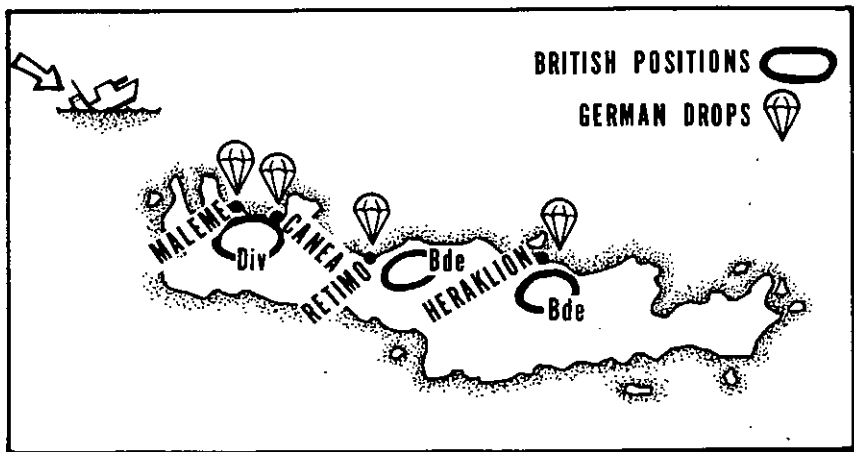 BRITISH POSITIONS
GERMAN DROPS
MALEME
CANEA
Div
RETIMO
Bde
HERAKLION
Bde